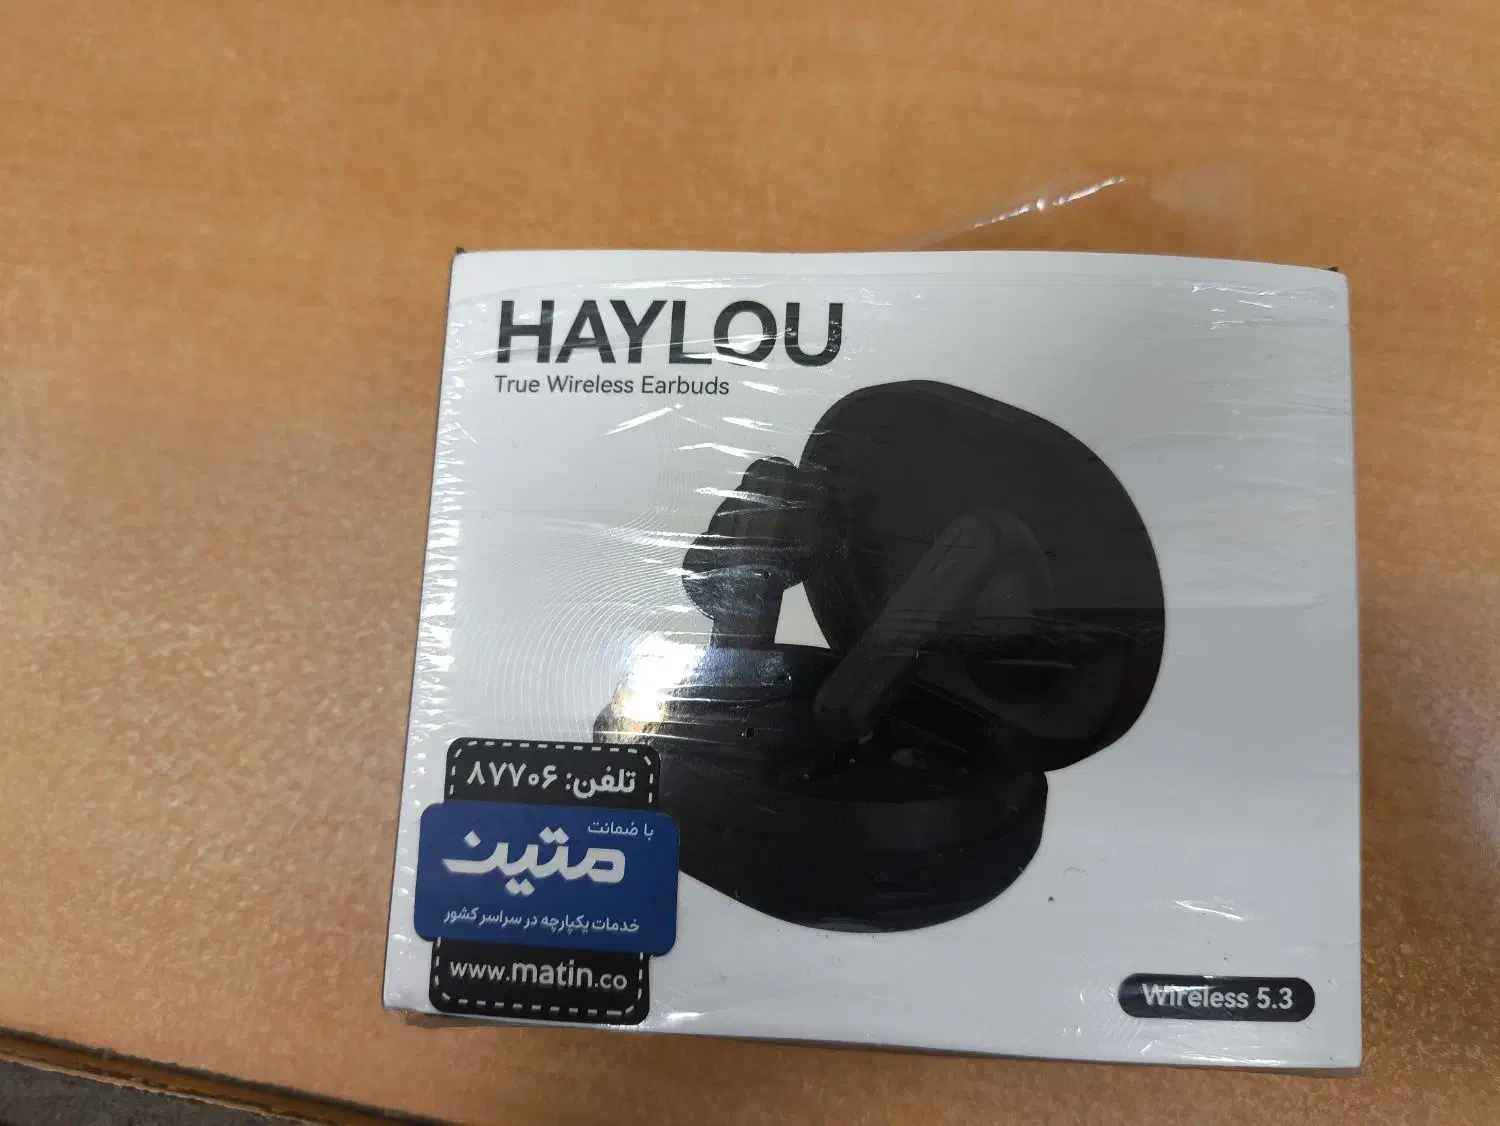 HAYLOU
True Wireless Earbuds
تلفن: ۸۷۷۰۶
با ضمانت
متین
خدمات یکپارچه در سراسر کشور
www.matin.co
Wireless 5.3